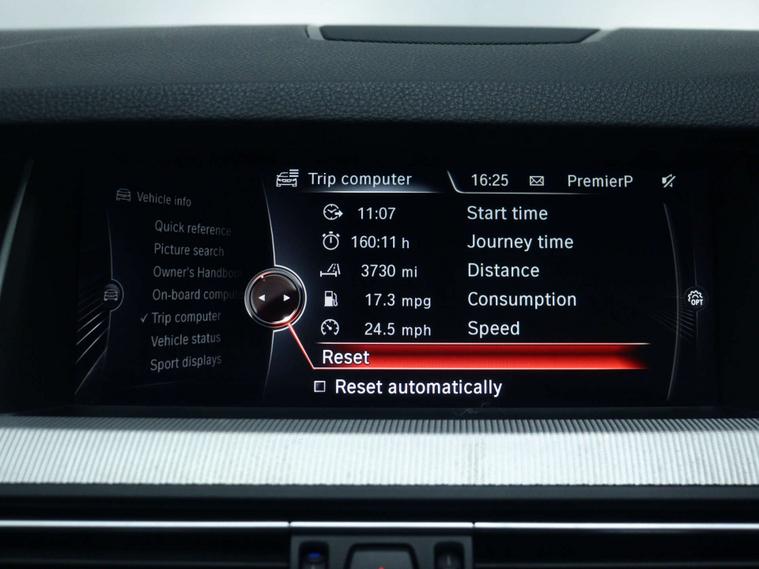 Vehicle info
Quick reference
Picture search
Owner's Handboo
On-board comput
✓ Trip computer
Vehicle status
Sport displays
Trip computer 16:25 PremierP
11:07 Start time
160:11 h Journey time
3730 mi Distance
17.3 mpg Consumption
24.5 mph Speed
Reset
Reset automatically
OPT